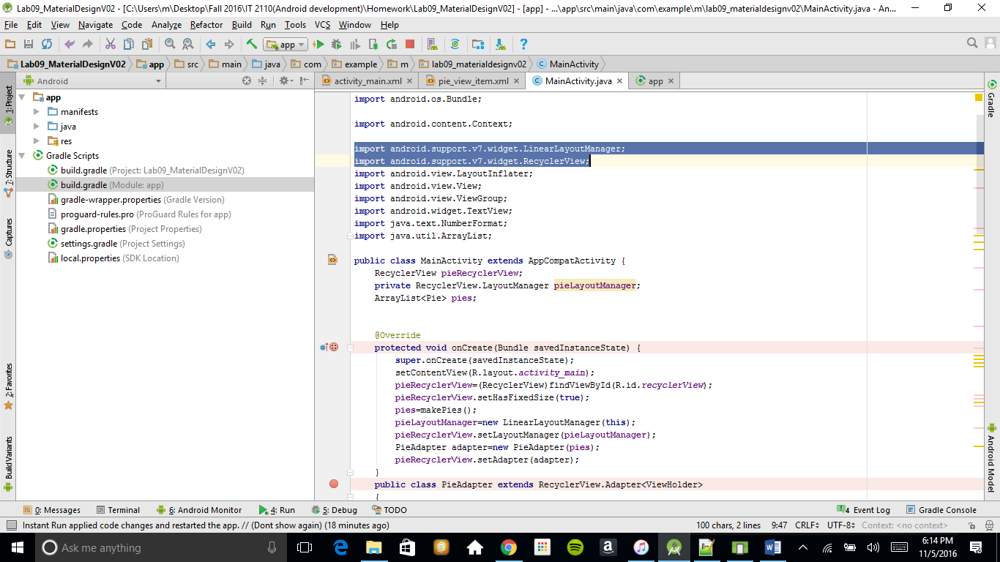 Lab09_MaterialDesignV02 - [C:\Users\m\Desktop\Fall 2016\IT 2110(Android development)\Homework\Lab09_MaterialDesignV02] - [app] - ...\app\src\main\java\com\example\m\lab09_materialdesignv02\MainActivity.java - An...
File Edit View Navigate Code Analyze Refactor Build Run Tools VCS Window Help
app
Lab09_MaterialDesignV02 app src main java com example m lab09_materialdesignv02 MainActivity
Android
activity_main.xml pie_view_item.xml MainActivity.java app
1: Project
7: Structure
Captures
2: Favorites
Build Variants
app
manifests
java
res
Gradle Scripts
build.gradle (Project: Lab09_MaterialDesignV02)
build.gradle (Module: app)
gradle-wrapper.properties (Gradle Version)
proguard-rules.pro (ProGuard Rules for app)
gradle.properties (Project Properties)
settings.gradle (Project Settings)
local.properties (SDK Location)
import android.os.Bundle;
import android.content.Context;
import android.support.v7.widget.LinearLayoutManager;
import android.support.v7.widget.RecyclerView;
import android.view.LayoutInflater;
import android.view.View;
import android.view.ViewGroup;
import android.widget.TextView;
import java.text.NumberFormat;
import java.util.ArrayList;
public class MainActivity extends AppCompatActivity {
RecyclerView pieRecyclerView;
private RecyclerView.LayoutManager pieLayoutManager;
ArrayList<Pie> pies;
@Override
protected void onCreate(Bundle savedInstanceState) {
super.onCreate(savedInstanceState);
setContentView(R.layout.activity_main);
pieRecyclerView=(RecyclerView)findViewById(R.id.recyclerView);
pieRecyclerView.setHasFixedSize(true);
pies=makePies();
pieLayoutManager=new LinearLayoutManager(this);
pieRecyclerView.setLayoutManager(pieLayoutManager);
PieAdapter adapter=new PieAdapter(pies);
pieRecyclerView.setAdapter(adapter);
}
public class PieAdapter extends RecyclerView.Adapter<ViewHolder>
{
Gradle
Android Model
0: Messages Terminal 6: Android Monitor 4: Run 5: Debug TODO 4 Event Log Gradle Console
Instant Run applied code changes and restarted the app. // (Dont show again) (18 minutes ago) 100 chars, 2 lines 9:47 CRLF UTF-8 Context: <no context>
Ask me anything
6:14 PM
11/5/2016